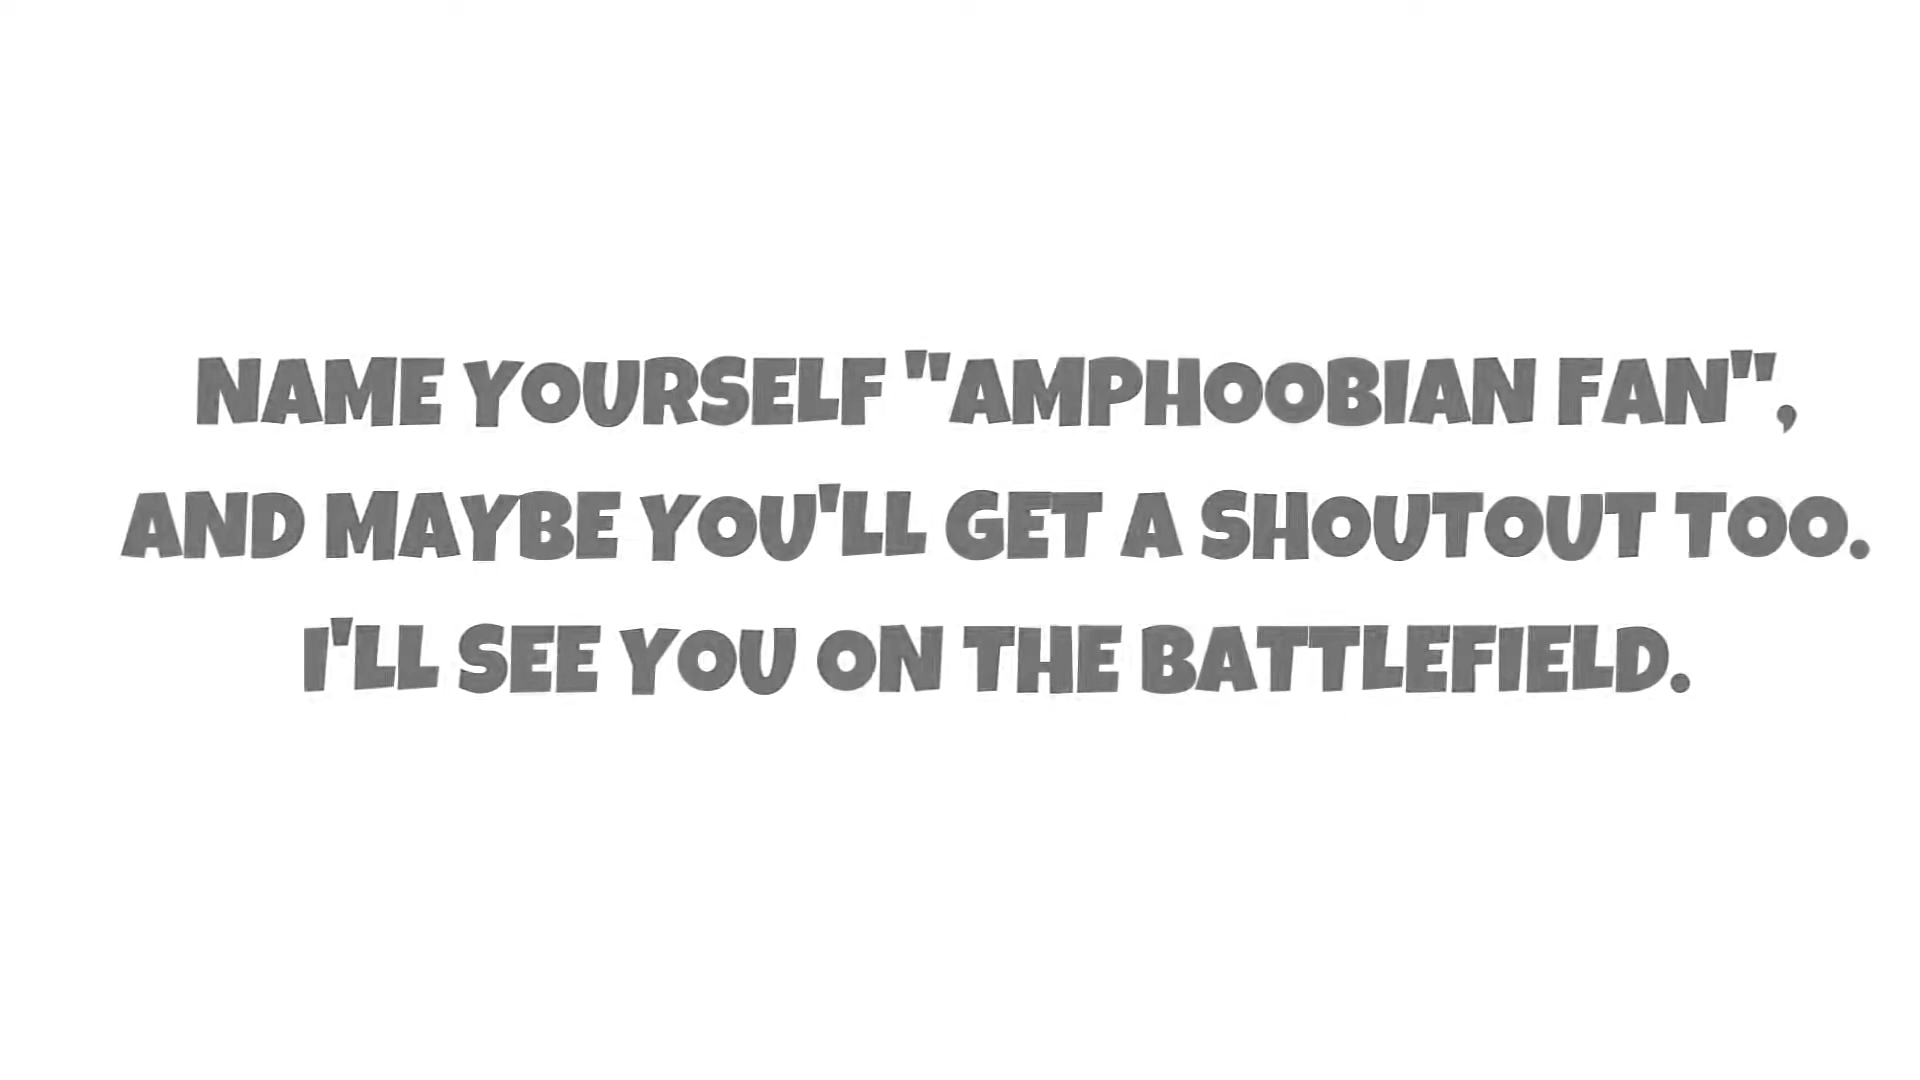 NAME YOURSELF "AMPHOOBIAN FAN",
AND MAYBE YOU'LL GET A SHOUTOUT TOO.
I'LL SEE YOU ON THE BATTLEFIELD.